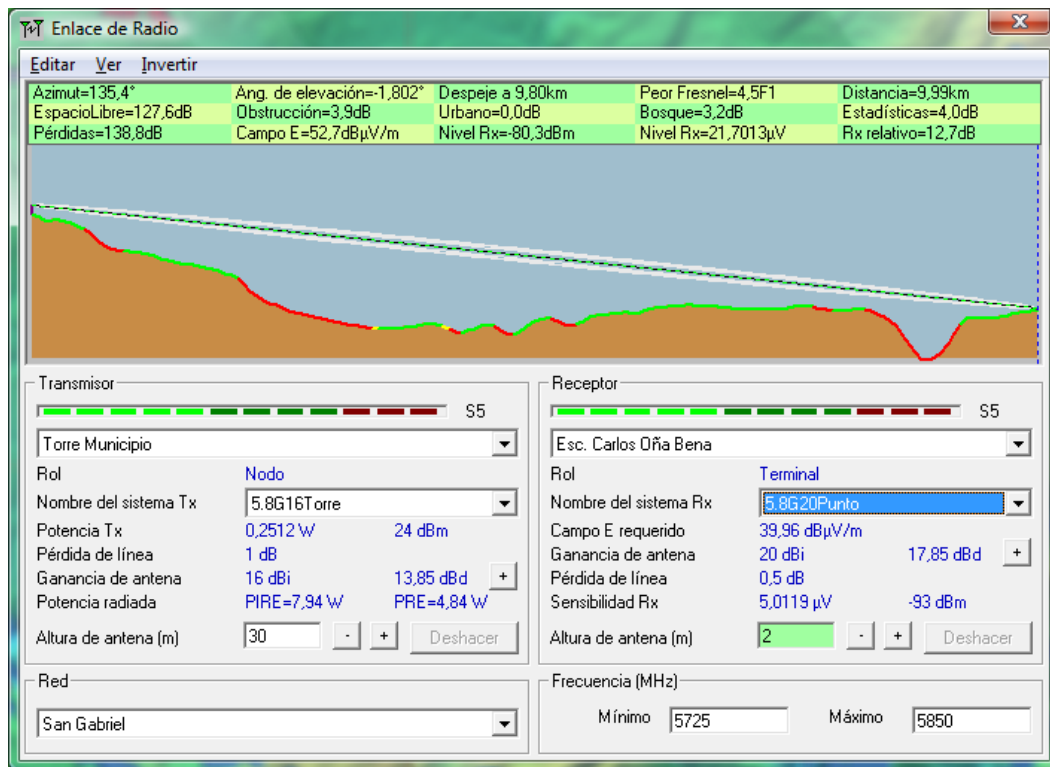 Enlace de Radio
Editar Ver Invertir
Azimut=135,4° Ang. de elevación=-1,802° Despeje a 9,80km Peor Fresnel=4,5F1 Distancia=9,99km
EspacioLibre=127,6dB Obstrucción=3,9dB Urbano=0,0dB Bosque=3,2dB Estadísticas=4,0dB
Pérdidas=138,8dB Campo E=52,7dBµV/m Nivel Rx=-80,3dBm Nivel Rx=21,7013µV Rx relativo=12,7dB
Transmisor
S5
Torre Municipio
Rol Nodo
Nombre del sistema Tx 5.8G16Torre
Potencia Tx 0,2512 W 24 dBm
Pérdida de línea 1 dB
Ganancia de antena 16 dBi 13,85 dBd +
Potencia radiada PIRE=7,94 W PRE=4,84 W
Altura de antena (m) 30 - + Deshacer
Receptor
S5
Esc. Carlos Oña Bena
Rol Terminal
Nombre del sistema Rx 5.8G20Punto
Campo E requerido 39,96 dBµV/m
Ganancia de antena 20 dBi 17,85 dBd +
Pérdida de línea 0,5 dB
Sensibilidad Rx 5,0119 µV -93 dBm
Altura de antena (m) 2 - + Deshacer
Red
San Gabriel
Frecuencia (MHz)
Mínimo 5725 Máximo 5850